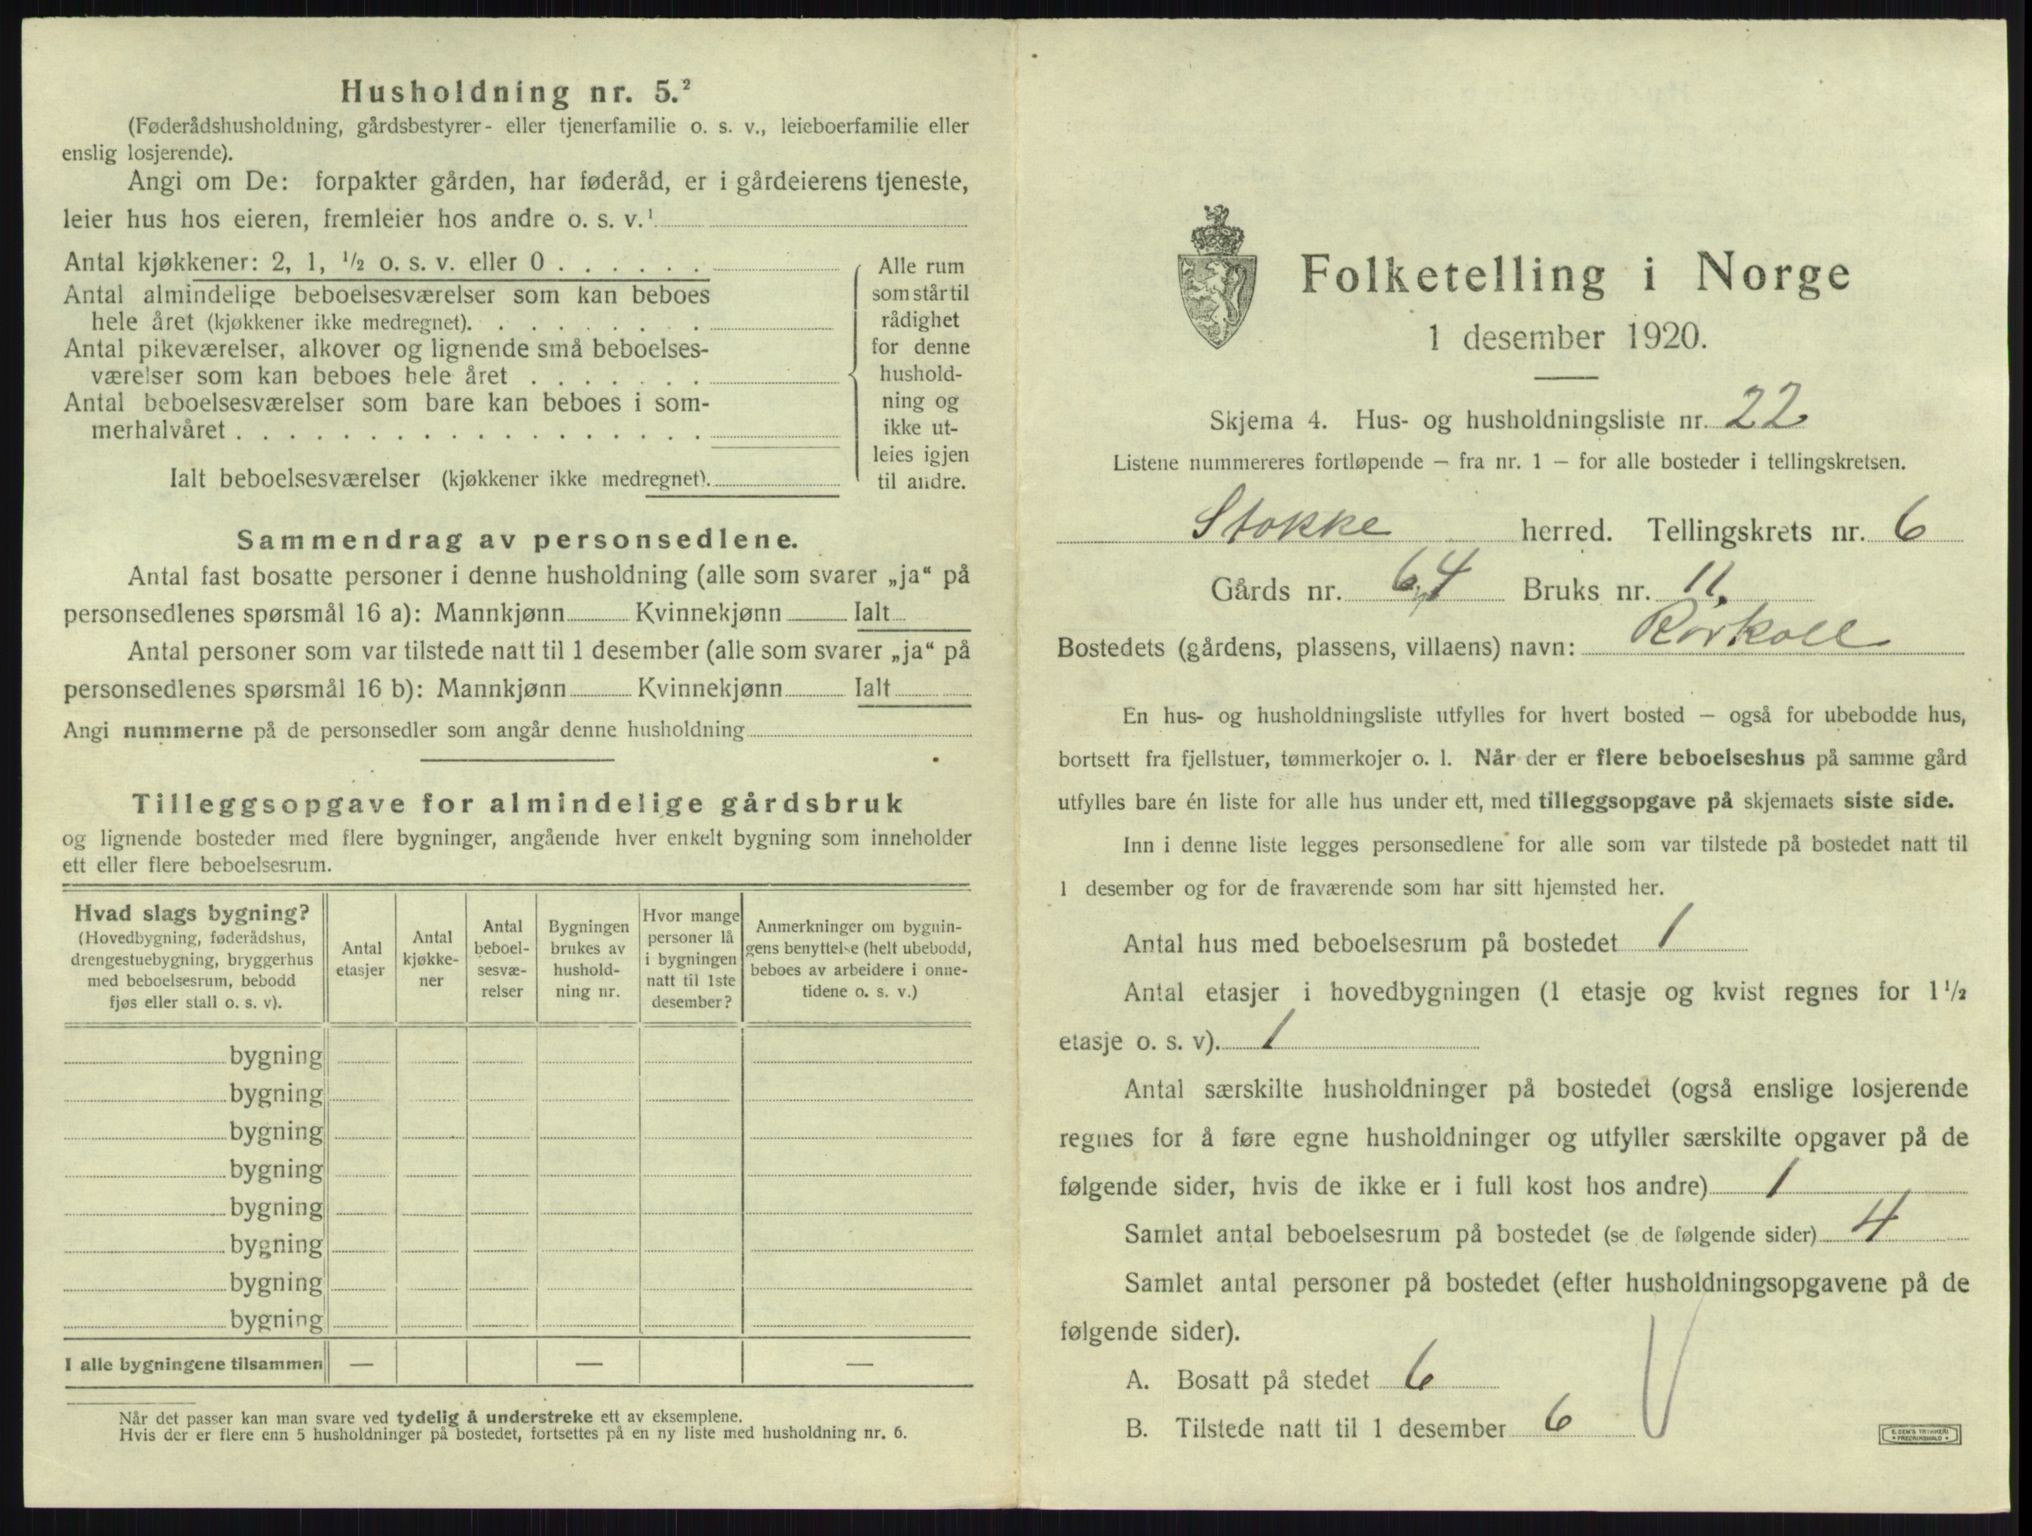 Husholdning nr. 5.²
(Føderådshusholdning, gårdsbestyrer- eller tjenerfamilie o. s. v., leieboerfamilie eller
enslig losjerende).
Angi om De: forpakter gården, har føderåd, er i gårdeierens tjeneste,
leier hus hos eieren, fremleier hos andre o. s. v.¹
Antal kjøkkener: 2, 1, ½ o. s. v. eller 0 . . . . . .
Antal almindelige beboelsesværelser som kan beboes
hele året (kjøkkener ikke medregnet). . . . . . . . .
Antal pikeværelser, alkover og lignende små beboelses-
værelser som kan beboes hele året . . . . . . .
Antal beboelsesværelser som bare kan beboes i som-
merhalvåret . . . . . . . . . . . . . . . . . .
Ialt beboelsesværelser (kjøkkener ikke medregnet).
Alle rum
som står til
rådighet
for denne
hushold-
ning og
ikke ut-
leies igjen
til andre.
Sammendrag av personsedlene.
Antal fast bosatte personer i denne husholdning (alle som svarer „ja“ på
personsedlenes spørsmål 16 a): Mannkjønn Kvinnekjønn Ialt
Antal personer som var tilstede natt til 1 desember (alle som svarer „ja“ på
personsedlenes spørsmål 16 b): Mannkjønn Kvinnekjønn Ialt
Angi nummerne på de personsedler som angår denne husholdning
Tilleggsopgave for almindelige gårdsbruk
og lignende bosteder med flere bygninger, angående hver enkelt bygning som inneholder
ett eller flere beboelsesrum.
Hvad slags bygning?
(Hovedbygning, føderådshus,
drengestuebygning, bryggerhus
med beboelsesrum, bebodd
fjøs eller stall o. s. v).
Antal
etasjer
Antal
kjøkke-
ner
Antal
beboel-
sesvæ-
relser
Bygningen
brukes av
hushold-
ning nr.
Hvor mange
personer lå
i bygningen
natt til 1ste
desember?
Anmerkninger om bygnin-
gens benyttelse (helt ubebodd,
beboes av arbeidere i onne-
tidene o. s. v.)
bygning
bygning
bygning
bygning
bygning
bygning
bygning
bygning
I alle bygningene tilsammen — — —
Når det passer kan man svare ved tydelig å understreke ett av eksemplene.
Hvis der er flere enn 5 husholdninger på bostedet, fortsettes på en ny liste med husholdning nr. 6.
Folketelling i Norge
1 desember 1920.
Skjema 4. Hus- og husholdningsliste nr. 22
Listene nummereres fortløpende – fra nr. 1 – for alle bosteder i tellingskretsen.
Stokke herred. Tellingskrets nr. 6
Gårds nr. 64 Bruks nr. 11.
Bostedets (gårdens, plassens, villaens) navn: Rørkoll
En hus- og husholdningsliste utfylles for hvert bosted – også for ubebodde hus,
bortsett fra fjellstuer, tømmerkojer o. l. Når der er flere beboelseshus på samme gård
utfylles bare én liste for alle hus under ett, med tilleggsopgave på skjemaets siste side.
Inn i denne liste legges personsedlene for alle som var tilstede på bostedet natt til
1 desember og for de fraværende som har sitt hjemsted her.
Antal hus med beboelsesrum på bostedet 1
Antal etasjer i hovedbygningen (1 etasje og kvist regnes for 1½
etasje o. s. v). 1
Antal særskilte husholdninger på bostedet (også enslige losjerende
regnes for å føre egne husholdninger og utfyller særskilte opgaver på de
følgende sider, hvis de ikke er i full kost hos andre) 1
Samlet antal beboelsesrum på bostedet (se de følgende sider) 4
Samlet antal personer på bostedet (efter husholdningsopgavene på de
følgende sider).
A. Bosatt på stedet 6
B. Tilstede natt til 1 desember 6